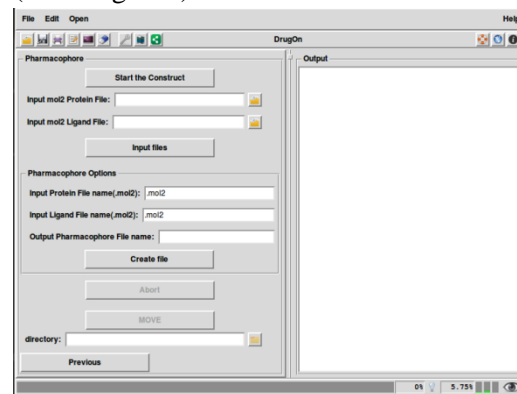 File Edit Open Help
DrugOn
Pharmacophore
Output
Start the Construct
Input mol2 Protein File:
Input mol2 Ligand File:
Input files
Pharmacophore Options
Input Protein File name(.mol2): .mol2
Input Ligand File name(.mol2): .mol2
Output Pharmacophore File name:
Create file
Abort
MOVE
directory:
Previous
0% 5.75%